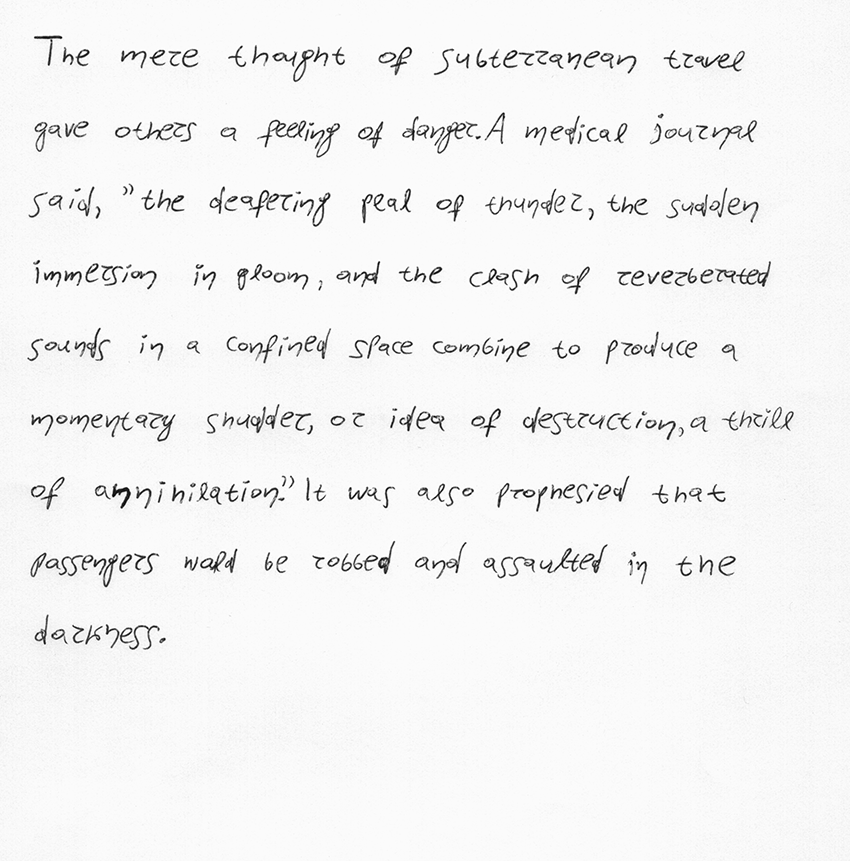 The mere thought of subterranean travel
gave others a feeling of danger. A medical journal
said, "the deafering peal of thunder, the sudden
immersion in gloom, and the clash of reverberated
sounds in a confined space combine to produce a
momentary shudder, or idea of destruction, a thrill
of annihilation." It was also prophesied that
passengers would be robbed and assaulted in the
darkness.